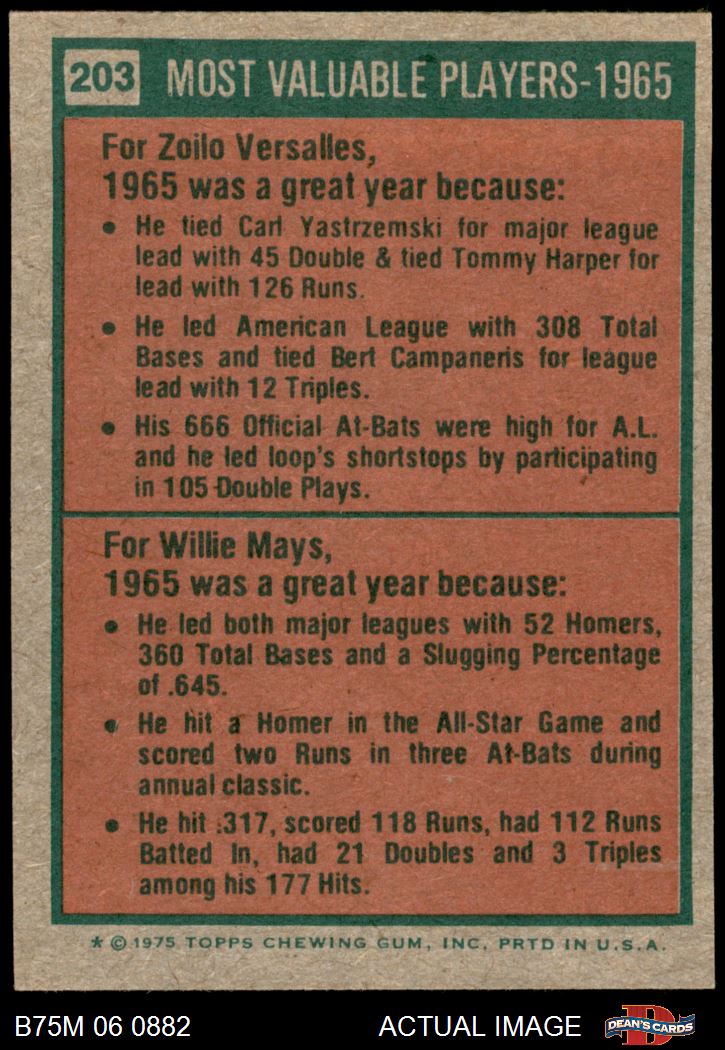 203 MOST VALUABLE PLAYERS-1965
For Zoilo Versalles,
1965 was a great year because:
• He tied Carl Yastrzemski for major league
lead with 45 Double & tied Tommy Harper for
lead with 126 Runs.
• He led American League with 308 Total
Bases and tied Bert Campaneris for league
lead with 12 Triples.
• His 666 Official At-Bats were high for A.L.
and he led loop's shortstops by participating
in 105 Double Plays.
For Willie Mays,
1965 was a great year because:
• He led both major leagues with 52 Homers,
360 Total Bases and a Slugging Percentage
of .645.
• He hit a Homer in the All-Star Game and
scored two Runs in three At-Bats during
annual classic.
• He hit .317, scored 118 Runs, had 112 Runs
Batted In, had 21 Doubles and 3 Triples
among his 177 Hits.
* © 1975 TOPPS CHEWING GUM, INC. PRTD IN U.S.A.
B75M 06 0882 ACTUAL IMAGE DEAN'S CARDS